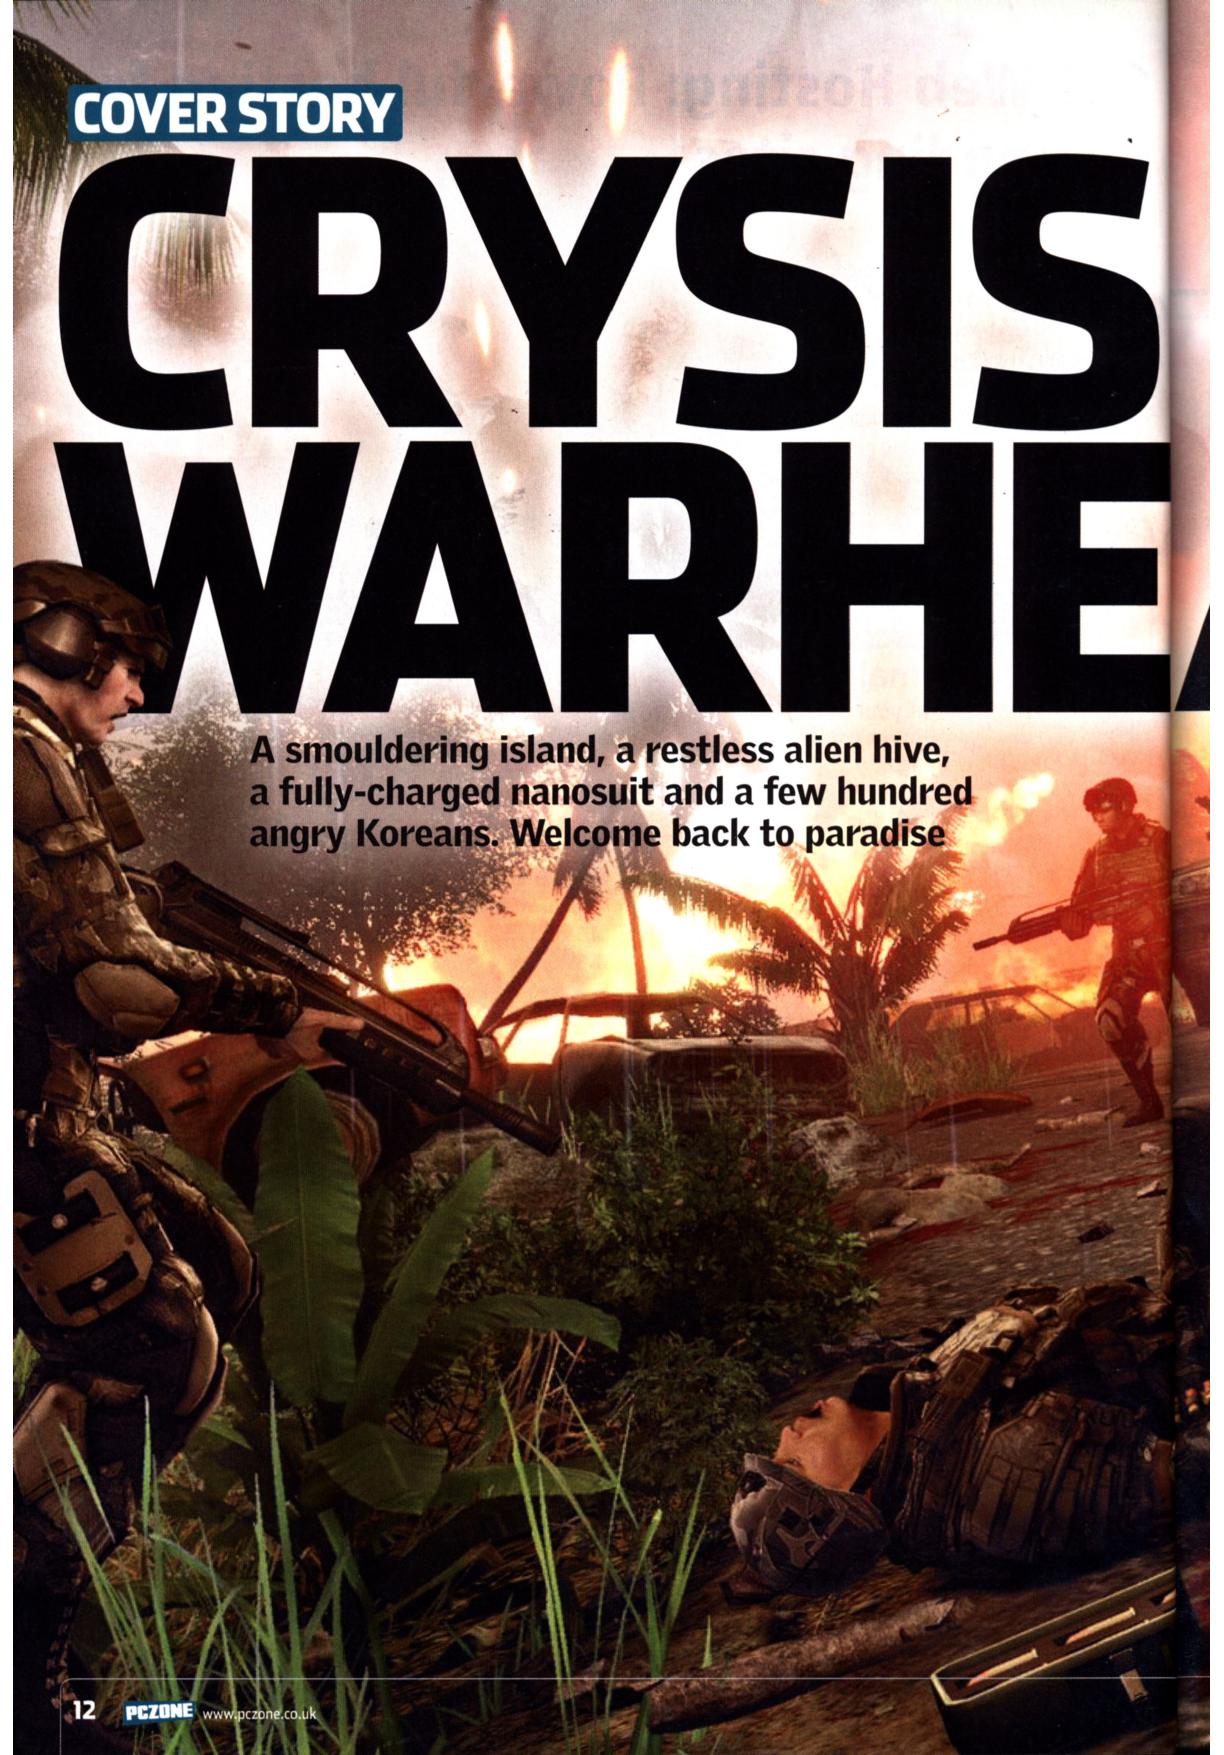 COVER STORY
CRYSIS
WARHEA
A smouldering island, a restless alien hive,
a fully-charged nanosuit and a few hundred
angry Koreans. Welcome back to paradise
12 PCZONE www.pczone.co.uk